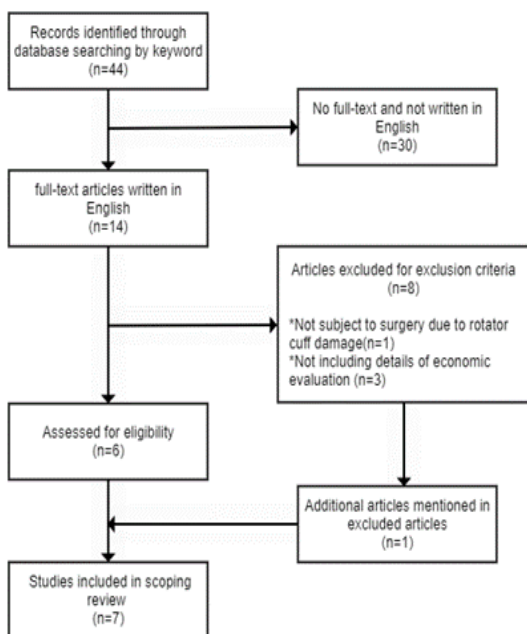 Records identified through
database searching by keyword
(n=44)
No full-text and not written in
English
(n=30)
full-text articles written in
English
(n=14)
Articles excluded for exclusion criteria
(n=8)
*Not subject to surgery due to rotator
cuff damage(n=1)
*Not including details of economic
evaluation (n=3)
Assessed for eligibility
(n=6)
Additional articles mentioned in
excluded articles
(n=1)
Studies included in scoping
review
(n=7)